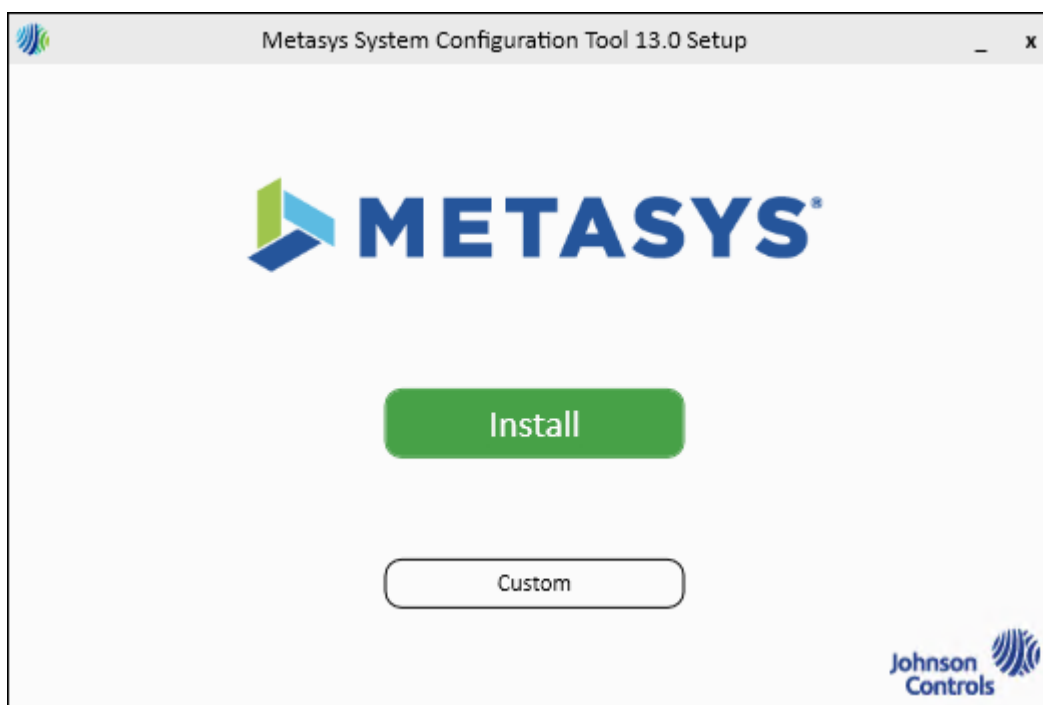 Metasys System Configuration Tool 13.0 Setup _ x
METASYS®
Install
Custom
Johnson
Controls